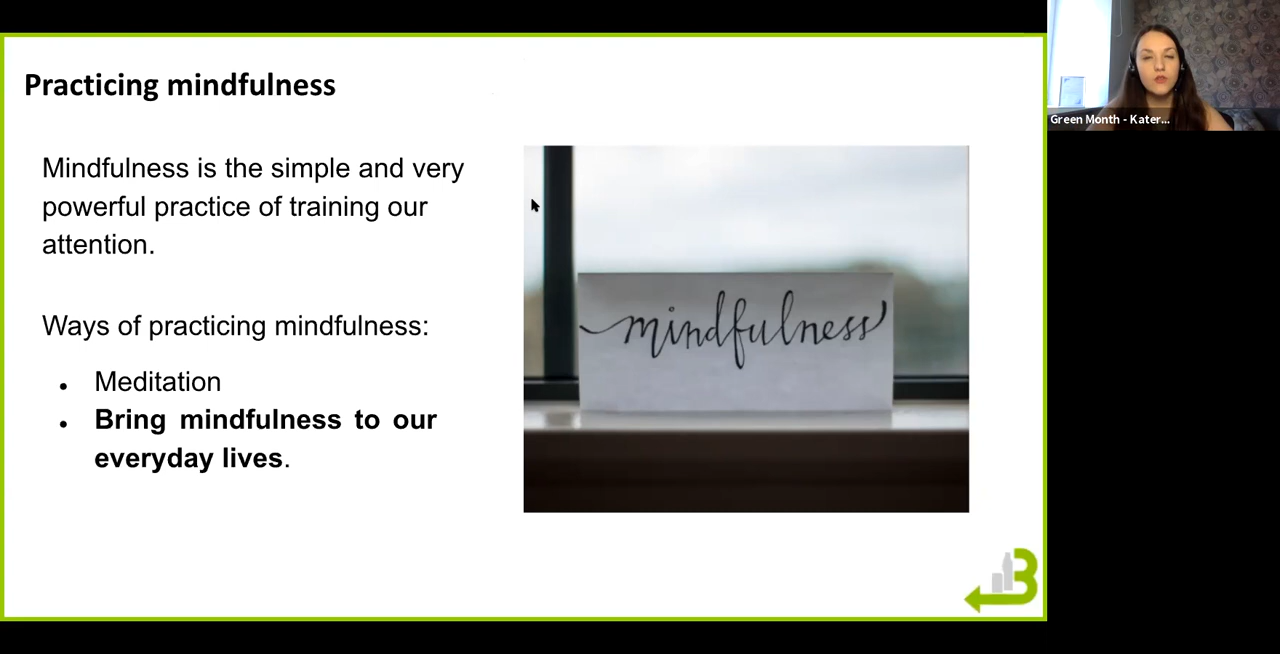 Practicing mindfulness
Mindfulness is the simple and very
powerful practice of training our
attention.
Ways of practicing mindfulness:
• Meditation
• Bring mindfulness to our
everyday lives.
mindfulness
Green Month - Kater...